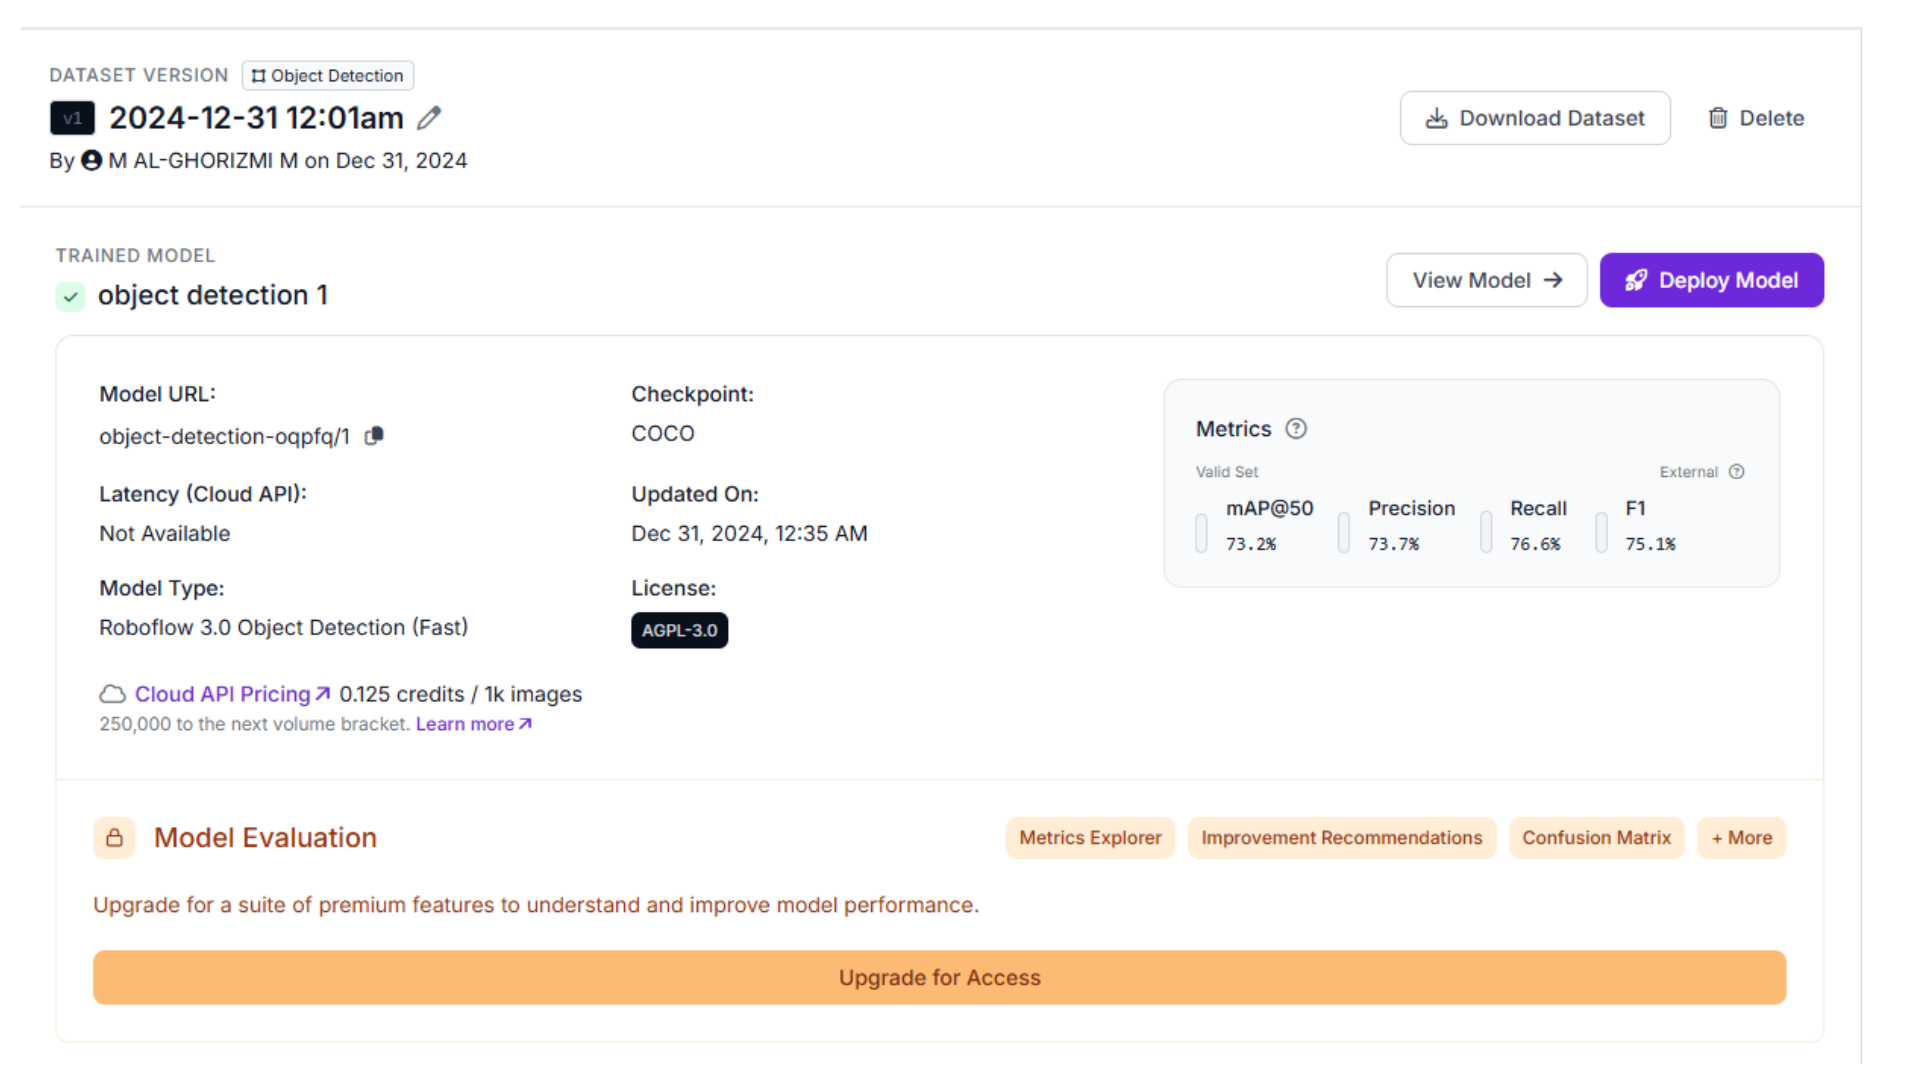 DATASET VERSION Object Detection
v1 2024-12-31 12:01am
By M AL-GHORIZMI M on Dec 31, 2024
Download Dataset
Delete
TRAINED MODEL
object detection 1
View Model →
Deploy Model
Model URL:
object-detection-oqpfq/1
Checkpoint:
COCO
Latency (Cloud API):
Not Available
Updated On:
Dec 31, 2024, 12:35 AM
Model Type:
Roboflow 3.0 Object Detection (Fast)
License:
AGPL-3.0
Cloud API Pricing 0.125 credits / 1k images
250,000 to the next volume bracket. Learn more
Metrics
Valid Set External
mAP@50 Precision Recall F1
73.2% 73.7% 76.6% 75.1%
Model Evaluation
Metrics Explorer
Improvement Recommendations
Confusion Matrix
+ More
Upgrade for a suite of premium features to understand and improve model performance.
Upgrade for Access